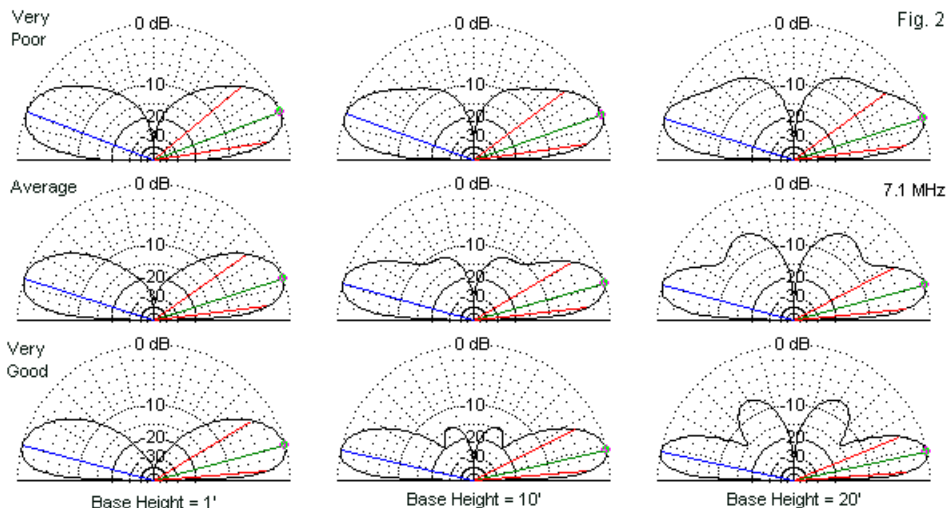 Very
Poor
0 dB
0 dB
0 dB
Fig. 2
-10
-10
-10
20
20
20
30
30
30
Average
0 dB
0 dB
0 dB
7.1 MHz
-10
-10
-10
-20
-20
-20
30
30
30
Very
Good
0 dB
0 dB
0 dB
-10
-10
-10
-20
-20
-20
-30
30
30
Base Height = 1'
Base Height = 10'
Base Height = 20'